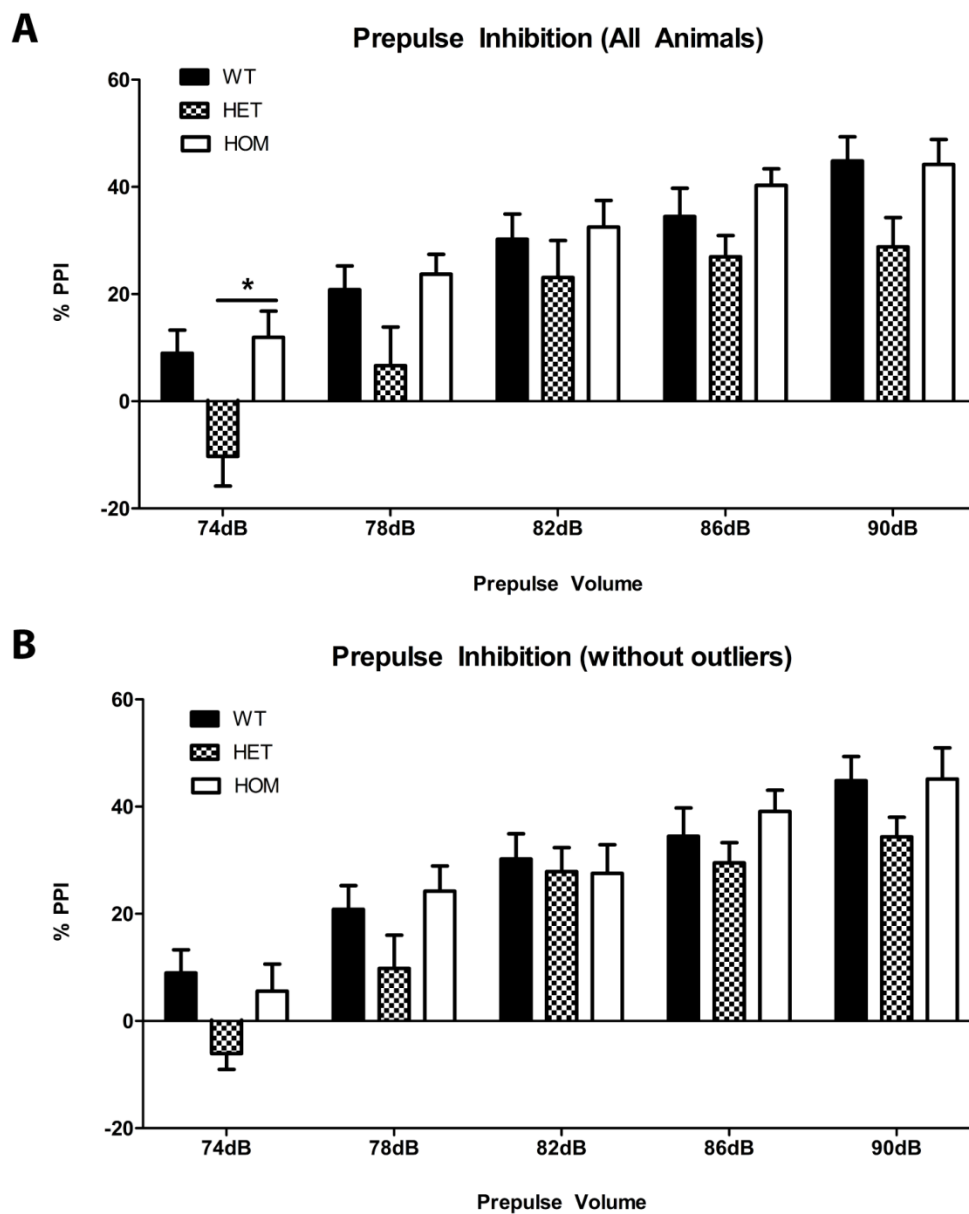 A
Prepulse Inhibition (All Animals)
WT
HET
HOM
60
40
20
0
-20
% PPI
*
74dB 78dB 82dB 86dB 90dB
Prepulse Volume
B
Prepulse Inhibition (without outliers)
WT
HET
HOM
60
40
20
0
-20
% PPI
74dB 78dB 82dB 86dB 90dB
Prepulse Volume